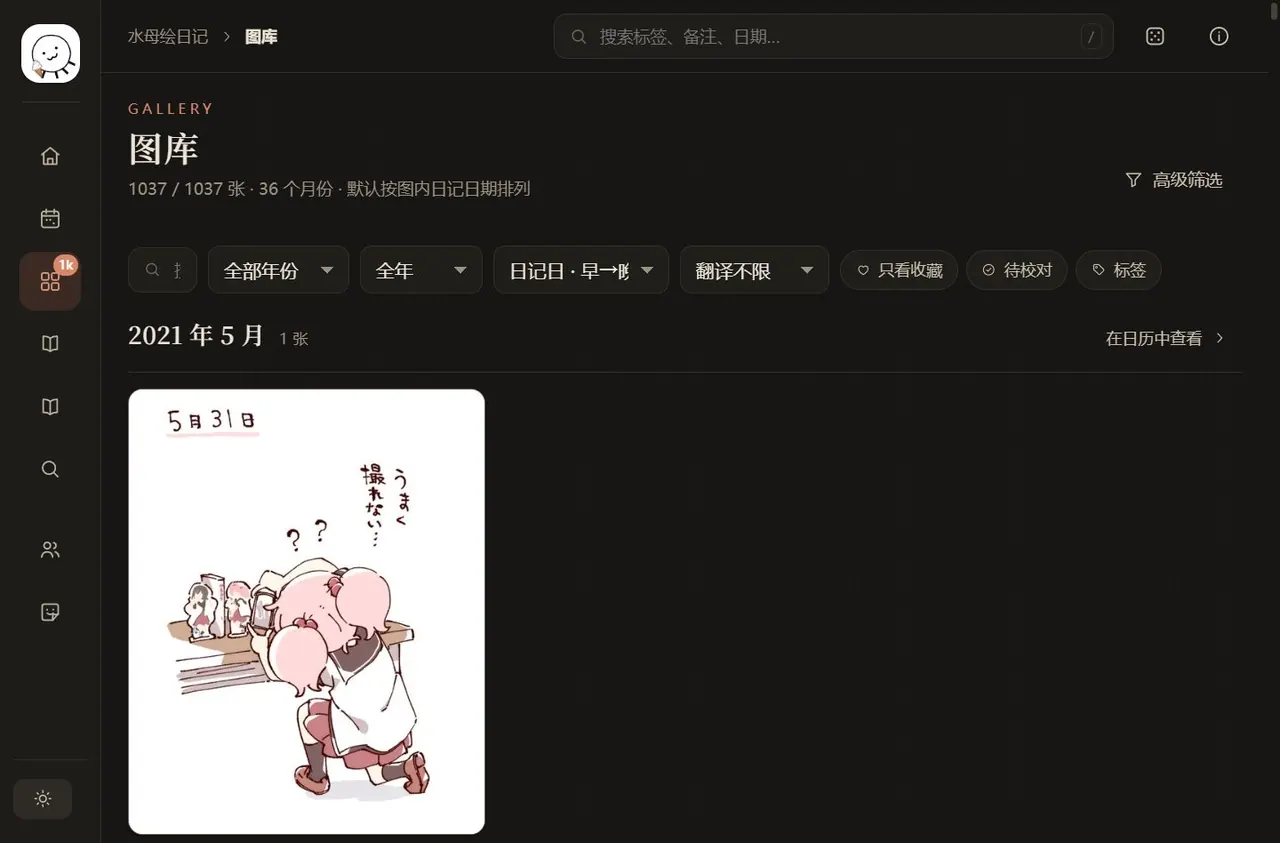 水母绘日记 > 图库
搜索标签、备注、日期... /
GALLERY
图库
1037 / 1037 张 · 36 个月份 · 默认按图内日记日期排列
高级筛选
1k
全部年份
全年
日记日 · 早→
翻译不限
只看收藏
待校对
标签
2021 年 5 月 1 张
在日历中查看
5月31日
うまく
撮れない…
? ?